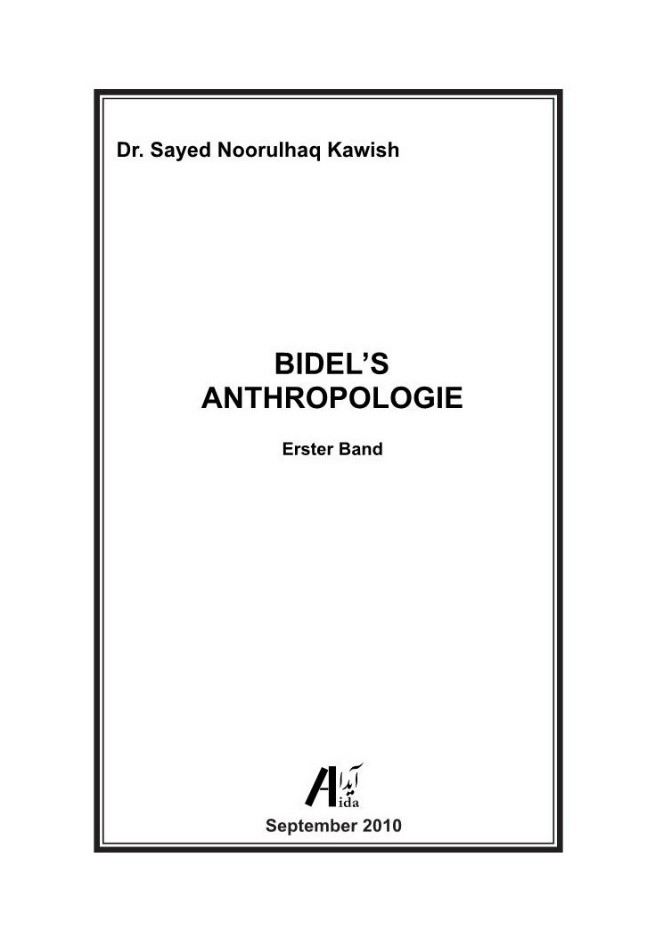 Dr. Sayed Noorulhaq Kawish
BIDEL’S
ANTHROPOLOGIE
Erster Band
آیدا
Aida
September 2010